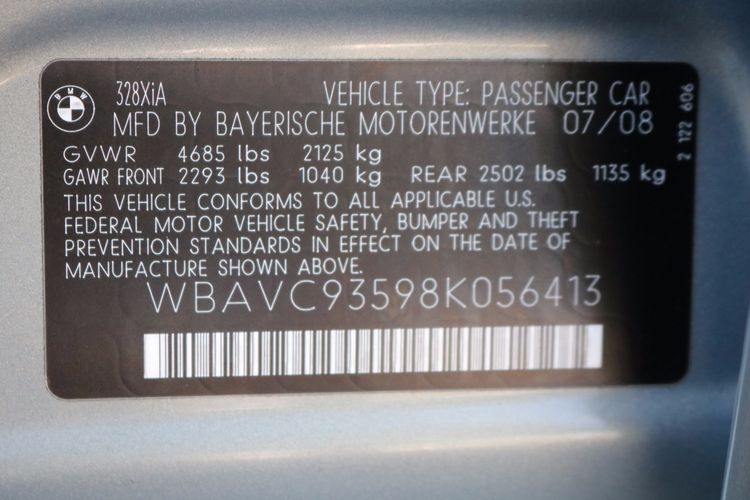 BMW
328XiA VEHICLE TYPE: PASSENGER CAR
MFD BY BAYERISCHE MOTORENWERKE 07/08
GVWR 4685 lbs 2125 kg
GAWR FRONT 2293 lbs 1040 kg REAR 2502 lbs 1135 kg
THIS VEHICLE CONFORMS TO ALL APPLICABLE U.S.
FEDERAL MOTOR VEHICLE SAFETY, BUMPER AND THEFT
PREVENTION STANDARDS IN EFFECT ON THE DATE OF
MANUFACTURE SHOWN ABOVE.
WBAVC93598K056413
2 122 606